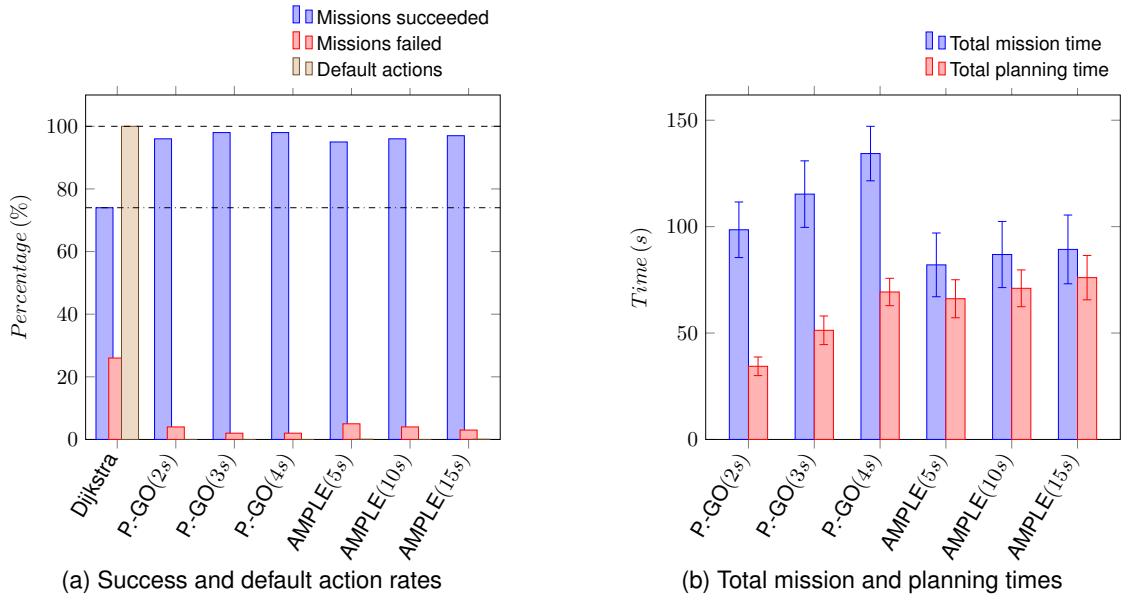 Missions succeeded
Missions failed
Default actions
100
80
60
40
20
0
Percentage (%)
Dijkstra
P.-GO(2s)
P.-GO(3s)
P.-GO(4s)
AMPLE(5s)
AMPLE(10s)
AMPLE(15s)
(a) Success and default action rates
Total mission time
Total planning time
150
100
50
0
Time (s)
P.-GO(2s)
P.-GO(3s)
P.-GO(4s)
AMPLE(5s)
AMPLE(10s)
AMPLE(15s)
(b) Total mission and planning times